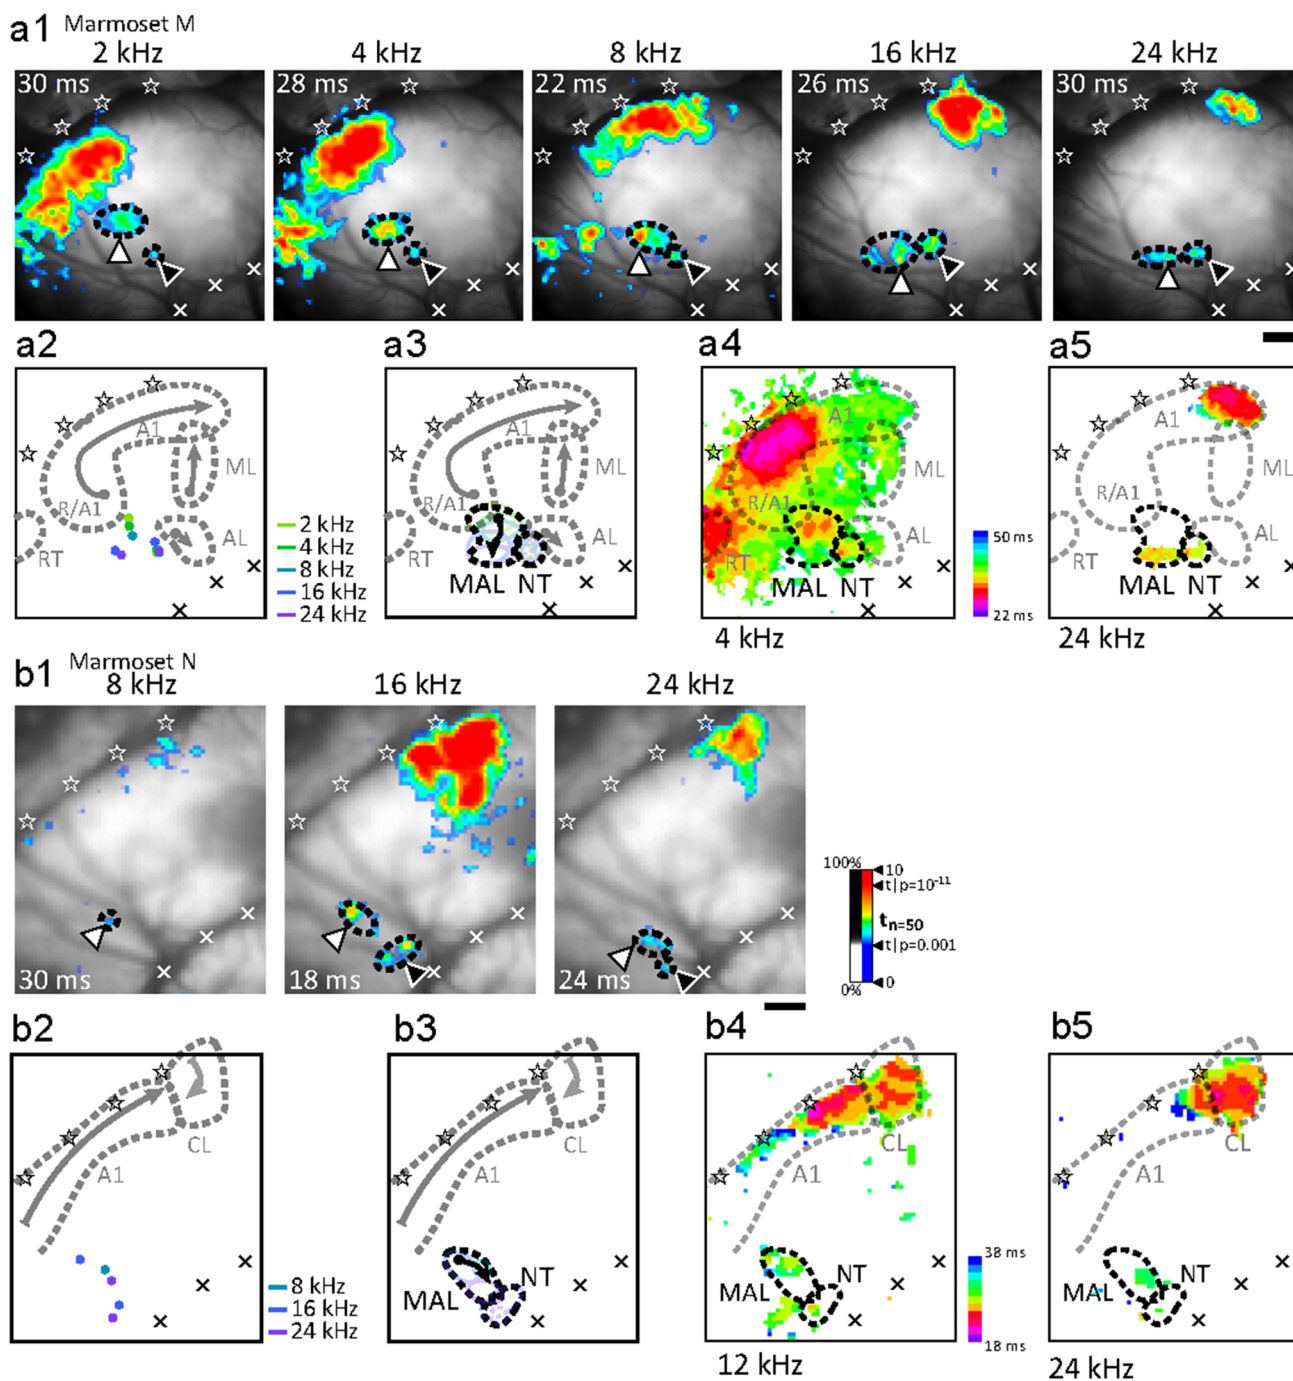 a1 Marmoset M
2 kHz 4 kHz 8 kHz 16 kHz 24 kHz
30 ms 28 ms 22 ms 26 ms 30 ms
a2 a3 a4 a5
A1 ML R/A1 AL RT
2 kHz
4 kHz
8 kHz
16 kHz
24 kHz
A1 ML R/A1 AL RT MAL NT
R/A1 RT MAL NT
4 kHz
50 ms
22 ms
A1 ML R/A1 AL RT MAL NT
24 kHz
b1 Marmoset N
8 kHz 16 kHz 24 kHz
30 ms 18 ms 24 ms
100%
0%
10
t|p=10⁻¹¹
tn=50
t|p=0.001
0
b2 b3 b4 b5
CL
A1
8 kHz
16 kHz
24 kHz
CL
A1
MAL NT
CL
A1
MAL NT
12 kHz
38 ms
18 ms
CL
A1
MAL NT
24 kHz